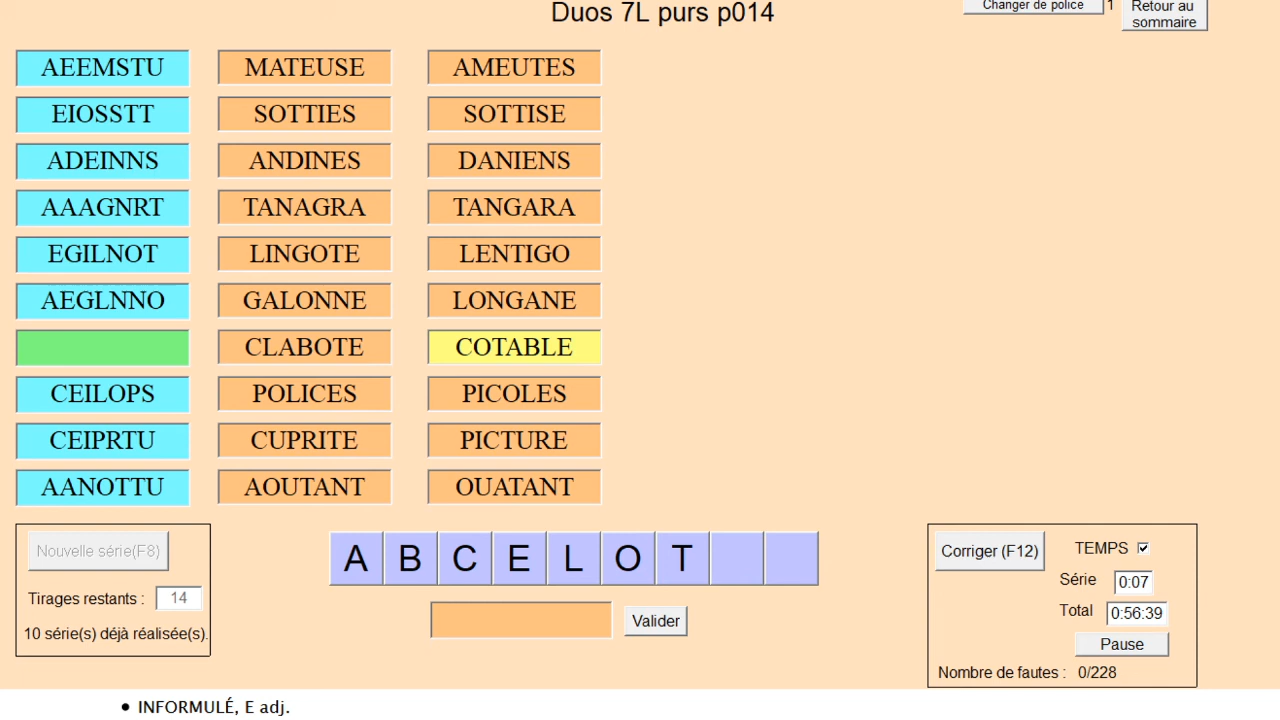 Duos 7L purs p014
Changer de police 1 Retour au sommaire
AEEMSTU MATEUSE AMEUTES
EIOSSTT SOTTIES SOTTISE
ADEINNS ANDINES DANIENS
AAAGNRT TANAGRA TANGARA
EGILNOT LINGOTE LENTIGO
AEGLNNO GALONNE LONGANE
CLABOTE COTABLE
CEILOPS POLICES PICOLES
CEIPRTU CUPRITE PICTURE
AANOTTU AOUTANT OUATANT
Nouvelle série(F8)
Tirages restants : 14
10 série(s) déjà réalisée(s).
A B C E L O T
Valider
Corriger (F12) TEMPS
Série 0:07
Total 0:56:39
Pause
Nombre de fautes : 0/228
• INFORMULÉ, E adj.